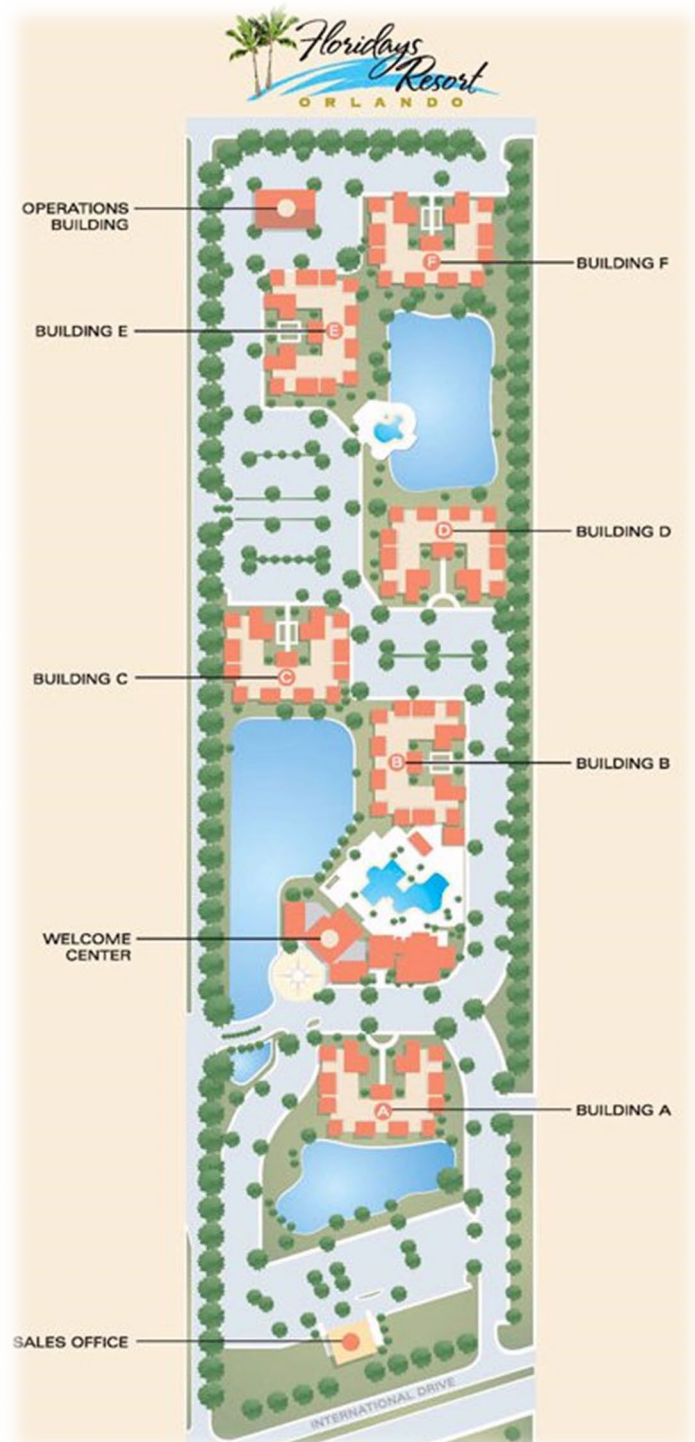 Floridays
Resort
ORLANDO
OPERATIONS
BUILDING
F
BUILDING F
BUILDING E
E
D
BUILDING D
BUILDING C
C
B
BUILDING B
WELCOME
CENTER
A
BUILDING A
SALES OFFICE
INTERNATIONAL DRIVE